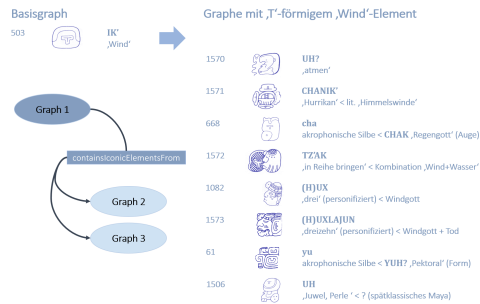 Basisgraph
503
IK'
‚Wind'
Graphe mit ‚T'-förmigem ‚Wind'-Element
Graph 1
containsIconicElementsFrom
Graph 2
Graph 3
1570
UH?
‚atmen'
1571
CHANIK'
‚Hurrikan' < lit. ‚Himmelswinde'
668
cha
akrophonische Silbe < CHAK ‚Regengott' (Auge)
1572
TZ'AK
‚in Reihe bringen' < Kombination ‚Wind+Wasser'
1082
(H)UX
‚drei' (personifiziert) < Windgott
1573
(H)UXLAJUN
‚dreizehn' (personifiziert) < Windgott + Tod
61
yu
akrophonische Silbe < YUH? ‚Pektoral' (Form)
1506
UH
‚Juwel, Perle ' < ? (spätklassisches Maya)